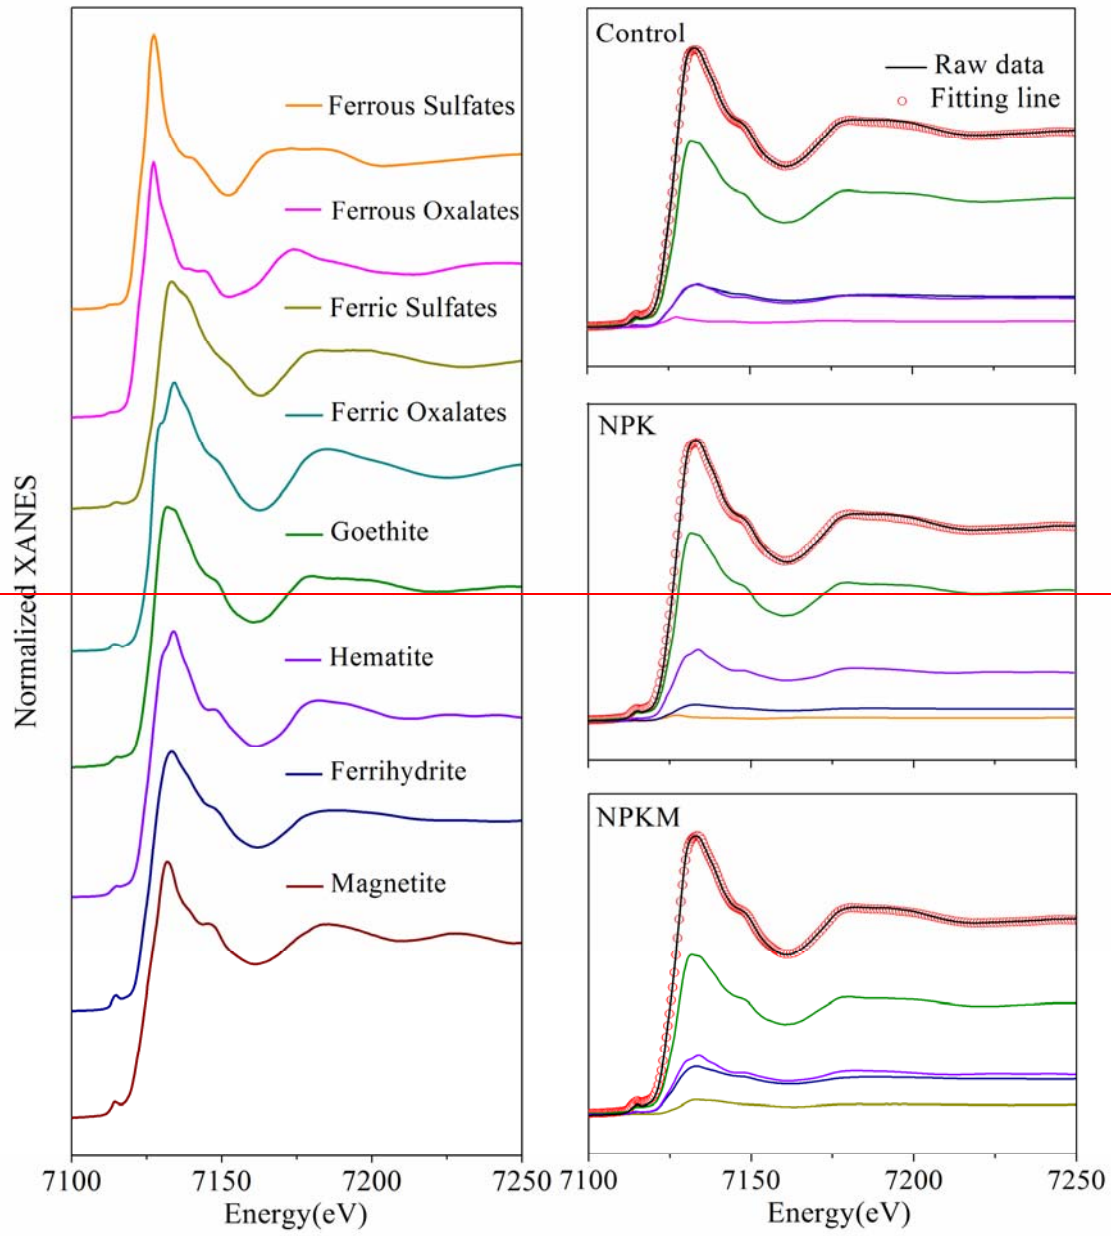 Normalized XANES
Ferrous Sulfates
Ferrous Oxalates
Ferric Sulfates
Ferric Oxalates
Goethite
Hematite
Ferrihydrite
Magnetite
7100 7150 7200 7250
Energy(eV)
Control
Raw data
Fitting line
NPK
NPKM
7100 7150 7200 7250
Energy(eV)